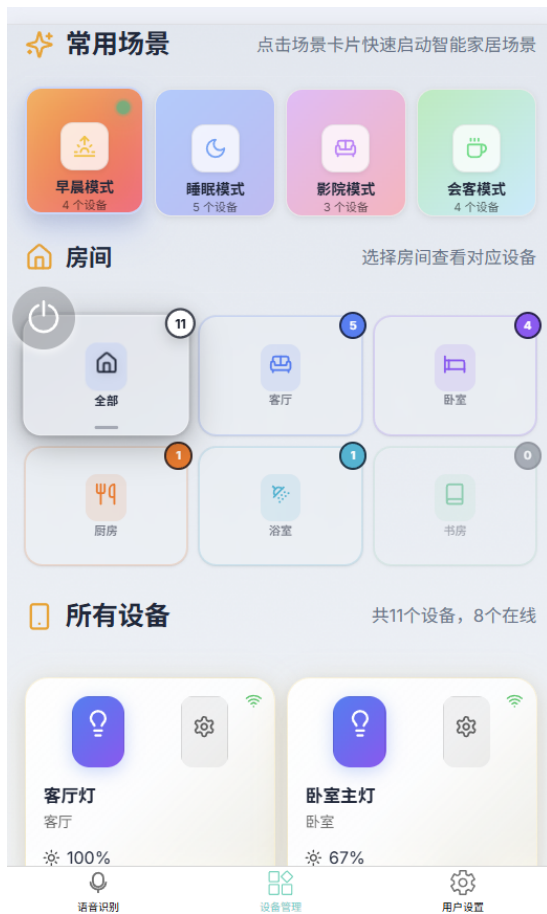 常用场景
点击场景卡片快速启动智能家居场景
早晨模式
4 个设备
睡眠模式
5 个设备
影院模式
3 个设备
会客模式
4 个设备
房间
选择房间查看对应设备
11
全部
5
客厅
4
卧室
1
厨房
1
浴室
0
书房
所有设备
共11个设备，8个在线
客厅灯
客厅
100%
卧室主灯
卧室
67%
语音识别
设备管理
用户设置